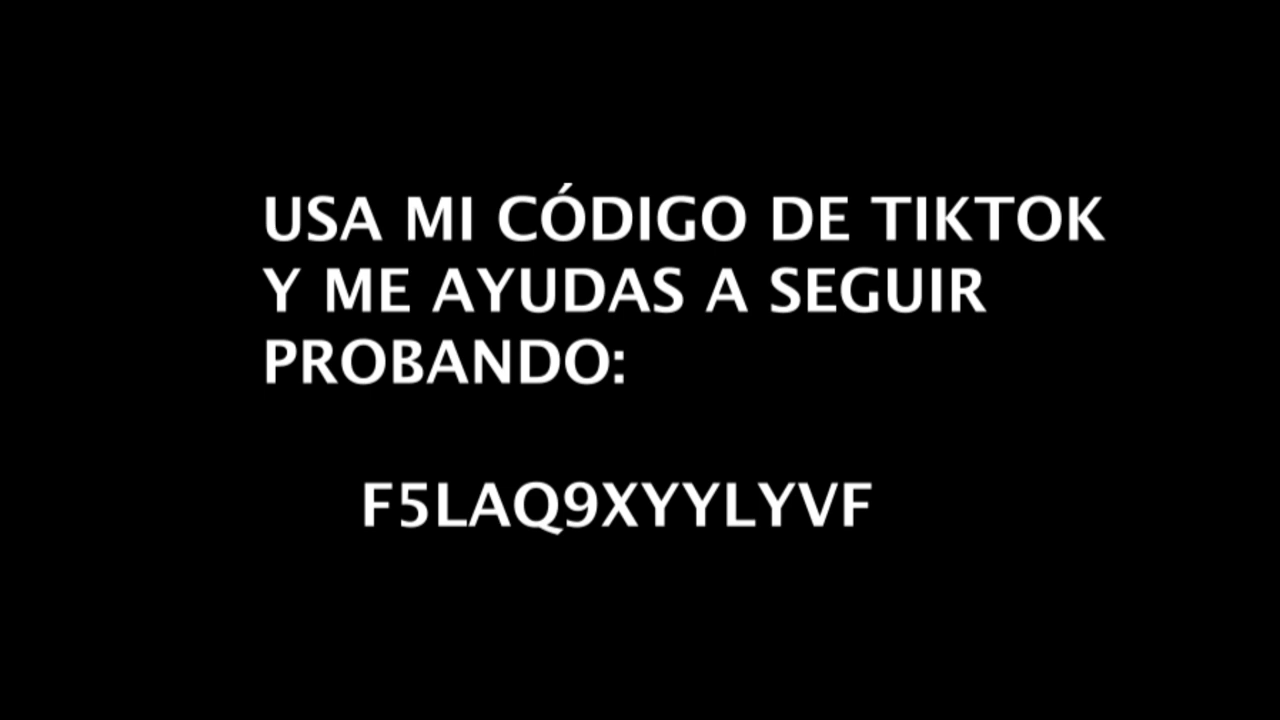 USA MI CÓDIGO DE TIKTOK
Y ME AYUDAS A SEGUIR
PROBANDO:
F5LAQ9XYYLYVF